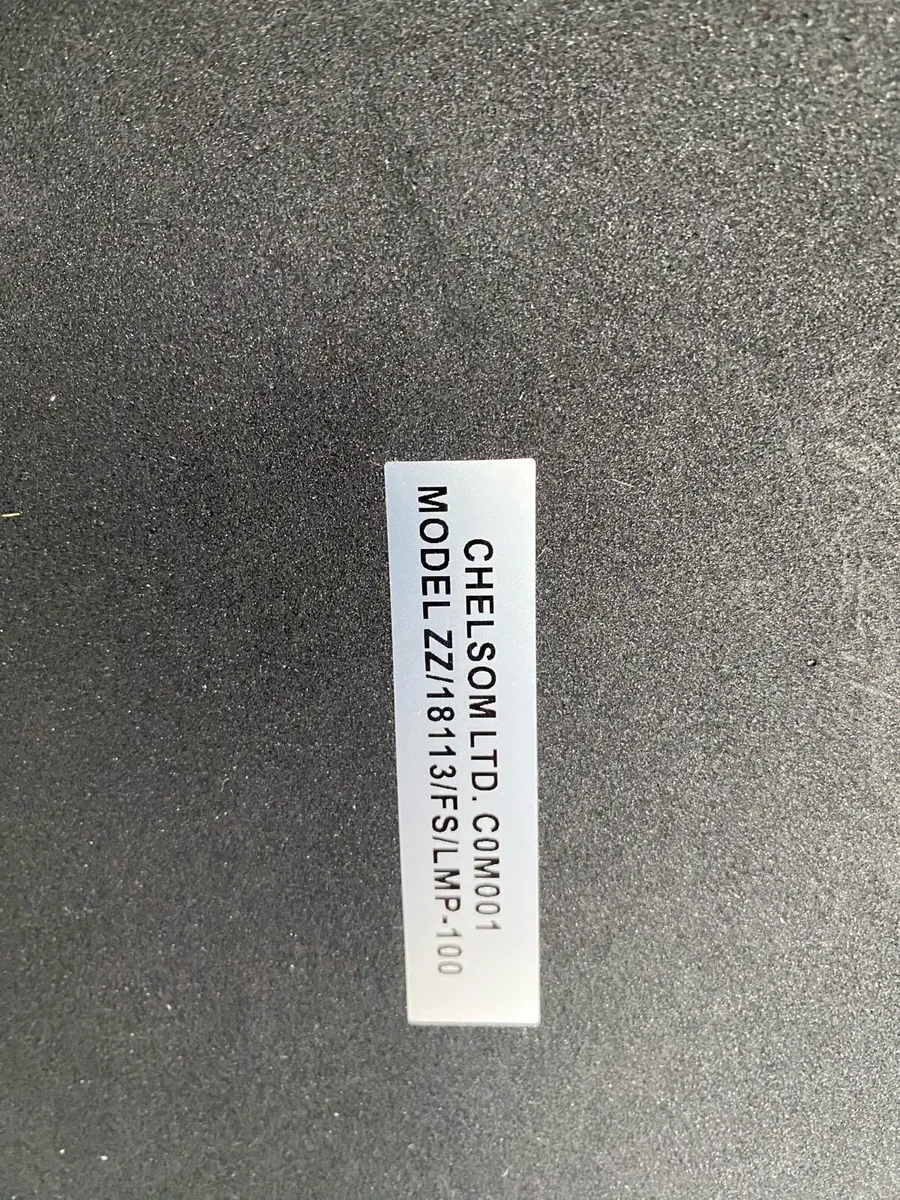 CHELSOM LTD. C0M001
MODEL ZZ/18113/FS/LMP-100